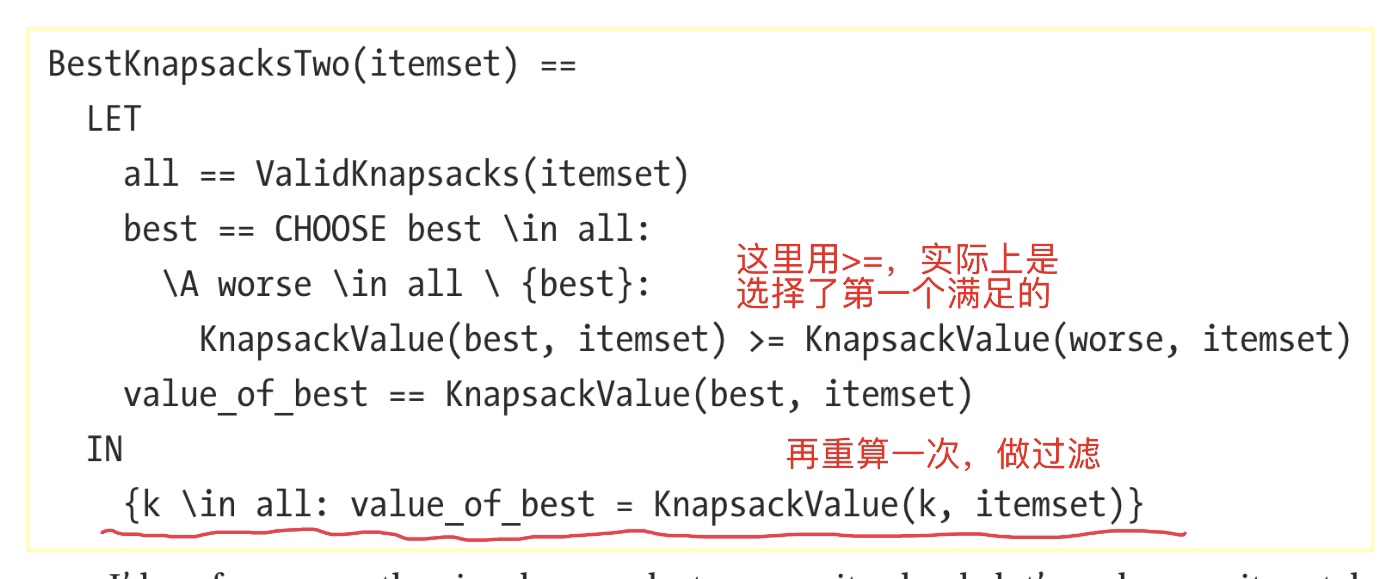 BestKnapsacksTwo(itemset) ==
LET
all == ValidKnapsacks(itemset)
best == CHOOSE best \in all:
这里用>=，实际上是
\A worse \in all \ {best}:
选择了第一个满足的
KnapsackValue(best, itemset) >= KnapsackValue(worse, itemset)
value_of_best == KnapsackValue(best, itemset)
IN
再重算一次，做过滤
{k \in all: value_of_best = KnapsackValue(k, itemset)}